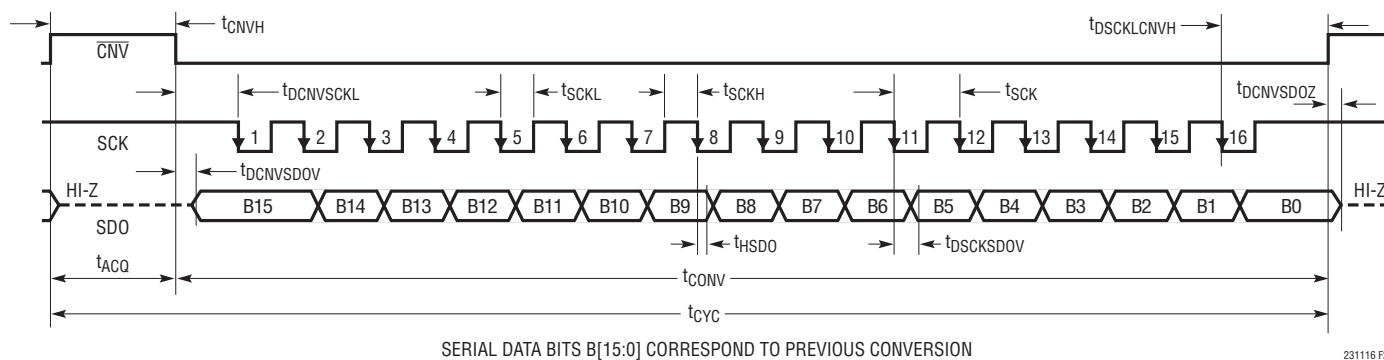 tCNVH
tDSCKLCNVH
CNV
tDCNVSCKL
tSCKL
tSCKH
tSCK
tDCNVSDOZ
SCK
1 2 3 4 5 6 7 8 9 10 11 12 13 14 15 16
tDCNVSDOV
HI-Z
HI-Z
B15 B14 B13 B12 B11 B10 B9 B8 B7 B6 B5 B4 B3 B2 B1 B0
SDO
tHSDO
tDSCKSDOV
tACQ
tCONV
tCYC
SERIAL DATA BITS B[15:0] CORRESPOND TO PREVIOUS CONVERSION
231116